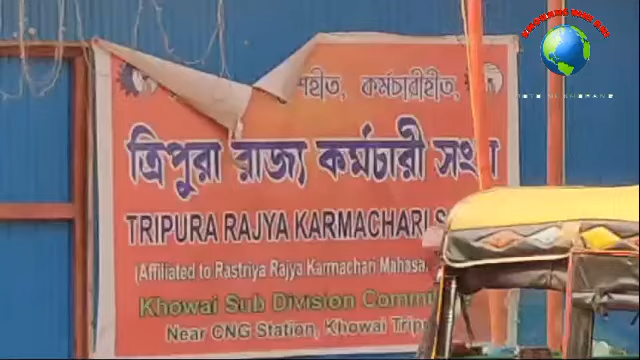 শহীত, কর্মচারীহীত,
ত্রিপুরা রাজ্য কর্মচারী সংঘ
TRIPURA RAJYA KARMACHARI S
(Affiliated to Rastriya Rajya Karmachari Mahasa
Khowai Sub Division Comm
Near CNG Station, Khowai Tripu